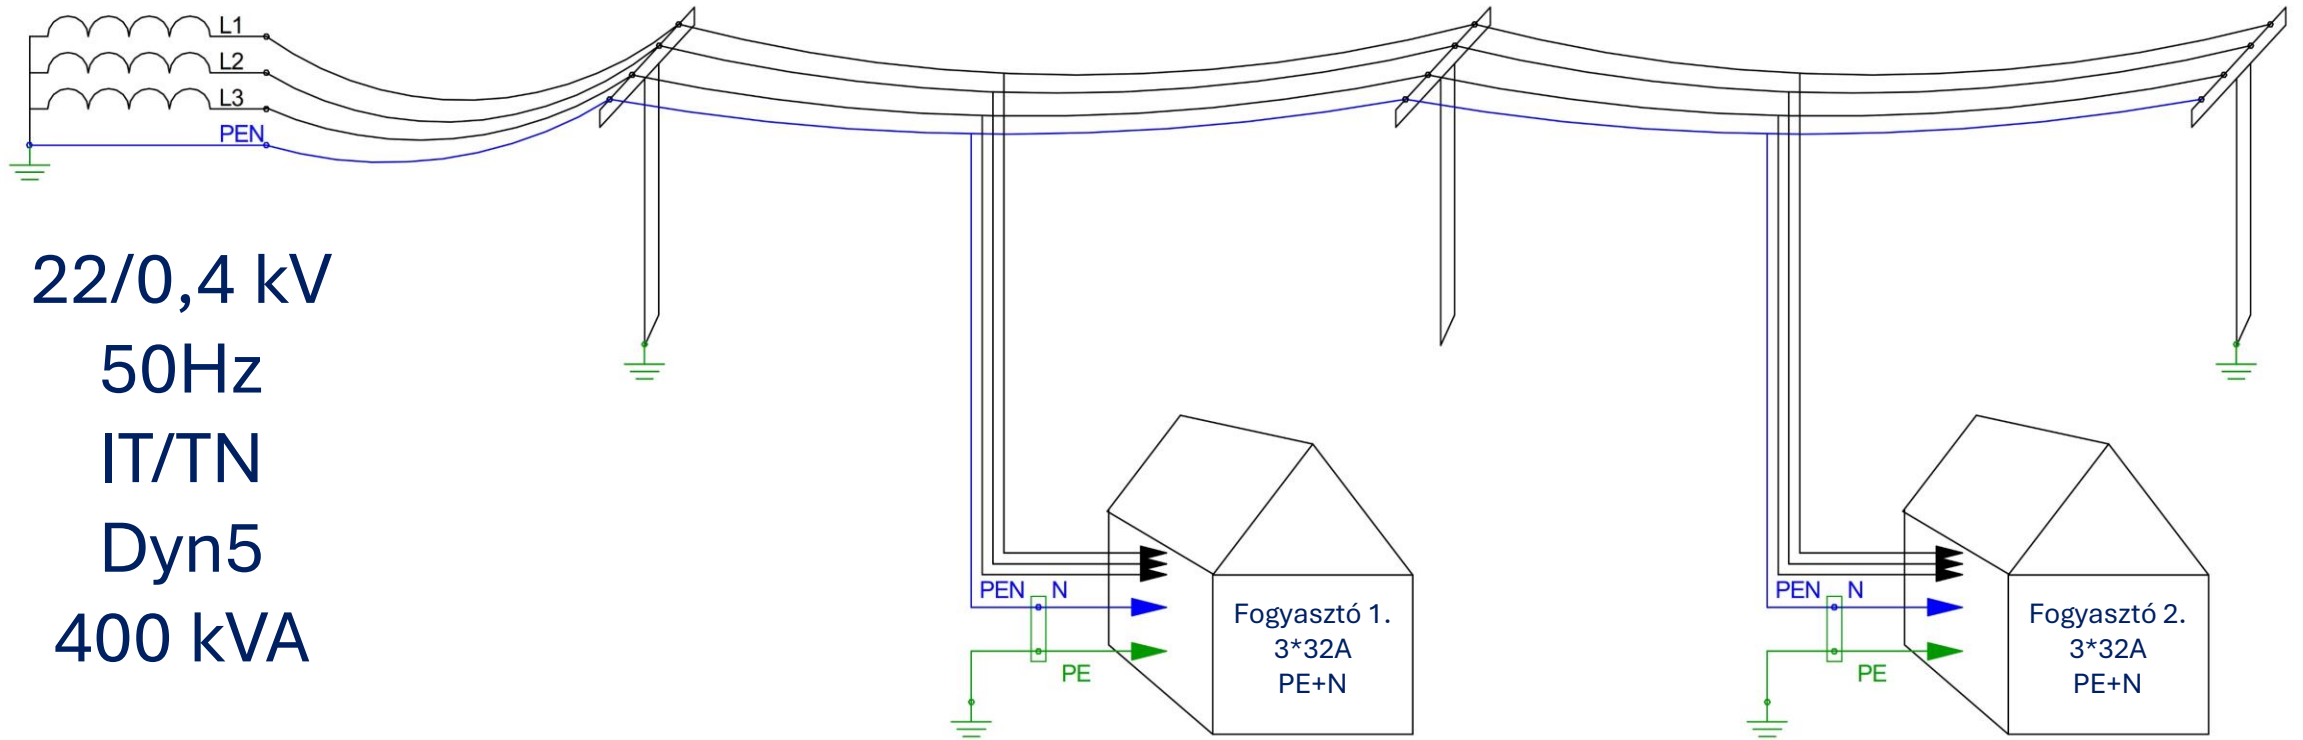 L1
L2
L3
PEN
22/0,4 kV
50Hz
IT/TN
Dyn5
400 kVA
PEN N
PE
Fogyasztó 1.
3*32A
PE+N
PEN N
PE
Fogyasztó 2.
3*32A
PE+N